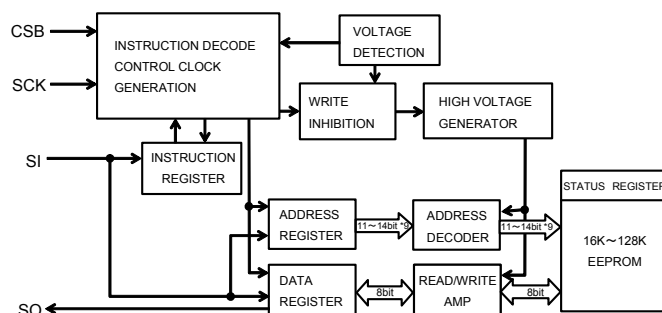 CSB
SCK
SI
SO
INSTRUCTION DECODE
CONTROL CLOCK
GENERATION
VOLTAGE
DETECTION
WRITE
INHIBITION
HIGH VOLTAGE
GENERATOR
INSTRUCTION
REGISTER
ADDRESS
REGISTER
11～14bit *9
ADDRESS
DECODER
11～14bit *9
DATA
REGISTER
8bit
READ/WRITE
AMP
8bit
STATUS REGISTER
16K～128K
EEPROM